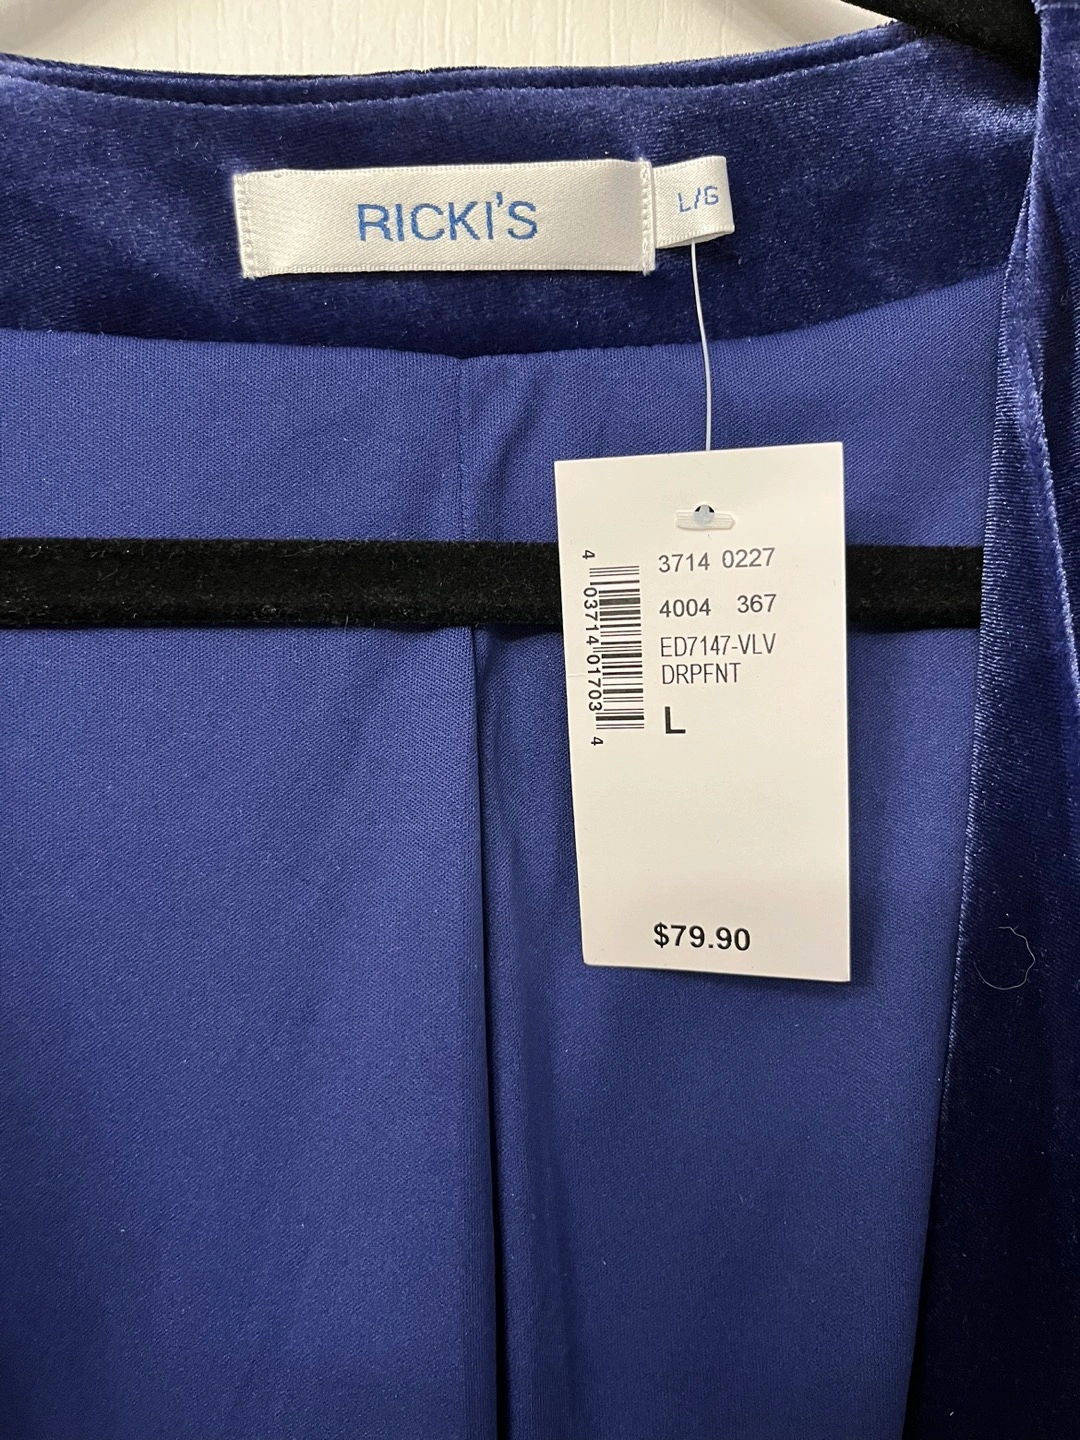 RICKI'S
L/G
3714 0227
4004 367
ED7147-VLV
DRPFNT
L
4 03714 01703 4
$79.90